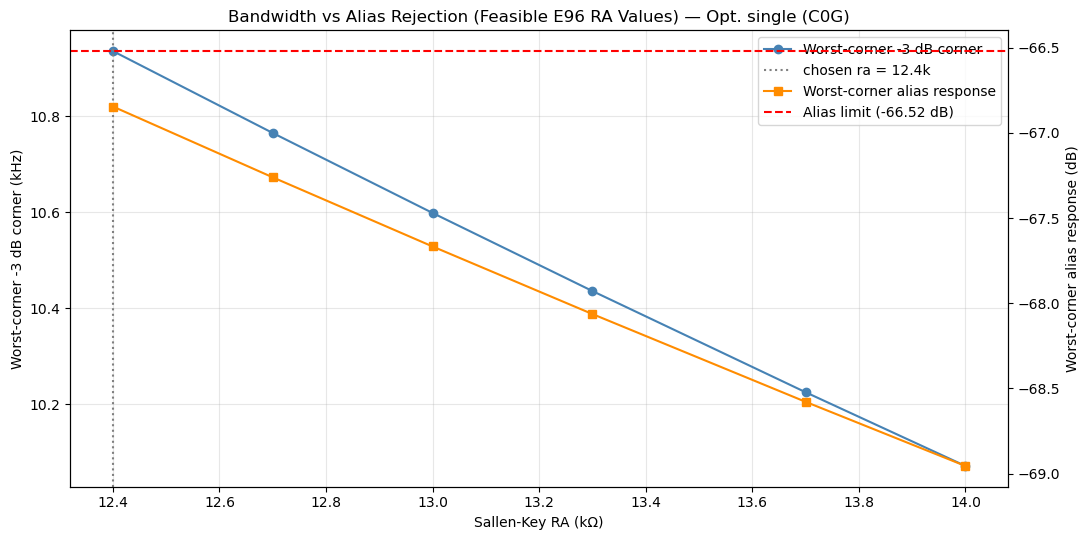 Bandwidth vs Alias Rejection (Feasible E96 RA Values) — Opt. single (C0G)
Worst-corner -3 dB corner
chosen ra = 12.4k
Worst-corner alias response
Alias limit (-66.52 dB)
Worst-corner -3 dB corner (kHz)
10.8
10.6
10.4
10.2
−66.5
−67.0
−67.5
−68.0
−68.5
−69.0
Worst-corner alias response (dB)
12.4
12.6
12.8
13.0
13.2
13.4
13.6
13.8
14.0
Sallen-Key RA (kΩ)